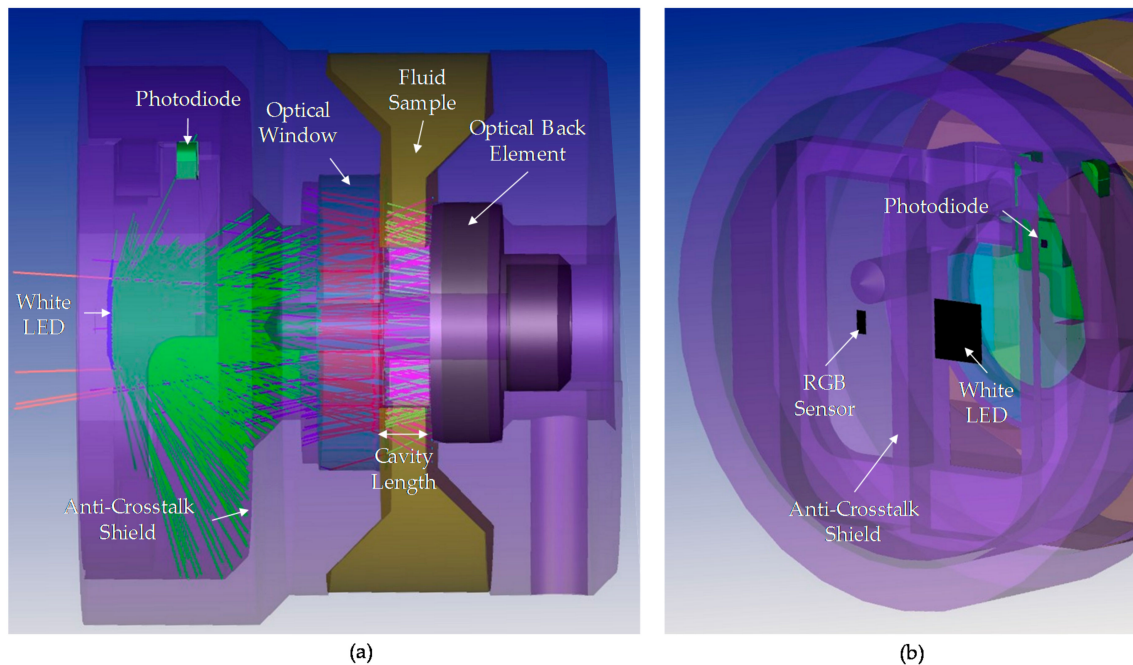 Photodiode
Optical
Window
Fluid
Sample
Optical Back
Element
White
LED
Cavity
Length
Anti-Crosstalk
Shield
(a)
Photodiode
RGB
Sensor
White
LED
Anti-Crosstalk
Shield
(b)